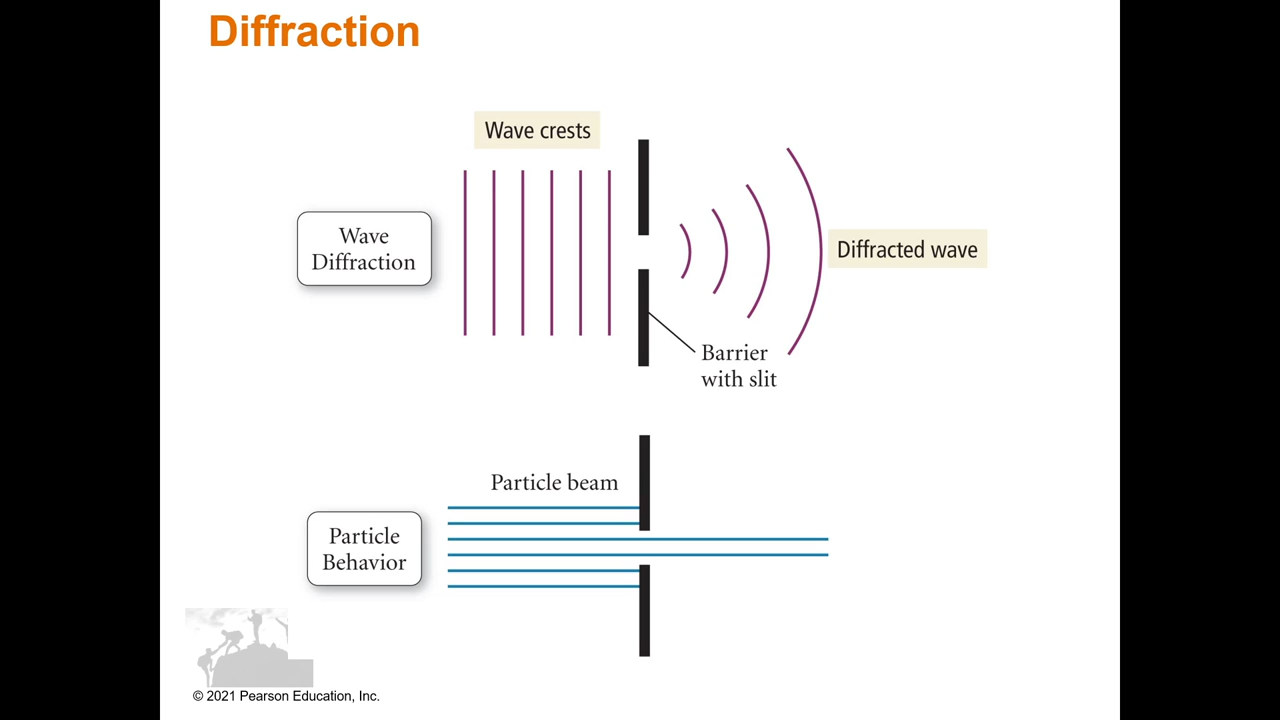 Diffraction
Wave crests
Wave
Diffraction
Diffracted wave
Barrier
with slit
Particle beam
Particle
Behavior
© 2021 Pearson Education, Inc.